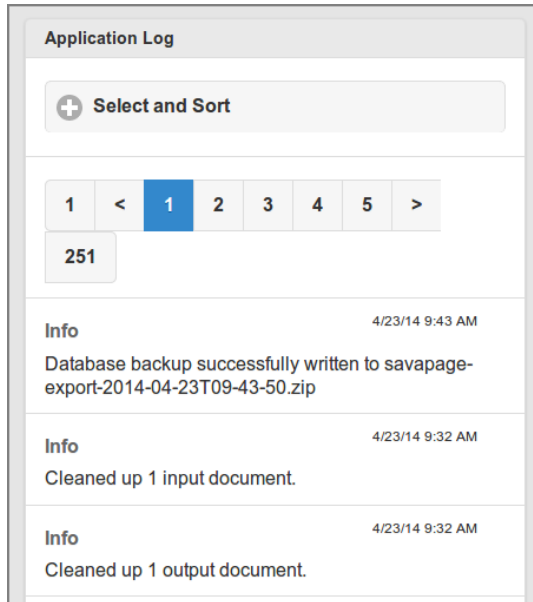 Application Log
Select and Sort
1 < 1 2 3 4 5 >
251
Info 4/23/14 9:43 AM
Database backup successfully written to savapage-
export-2014-04-23T09-43-50.zip
Info 4/23/14 9:32 AM
Cleaned up 1 input document.
Info 4/23/14 9:32 AM
Cleaned up 1 output document.